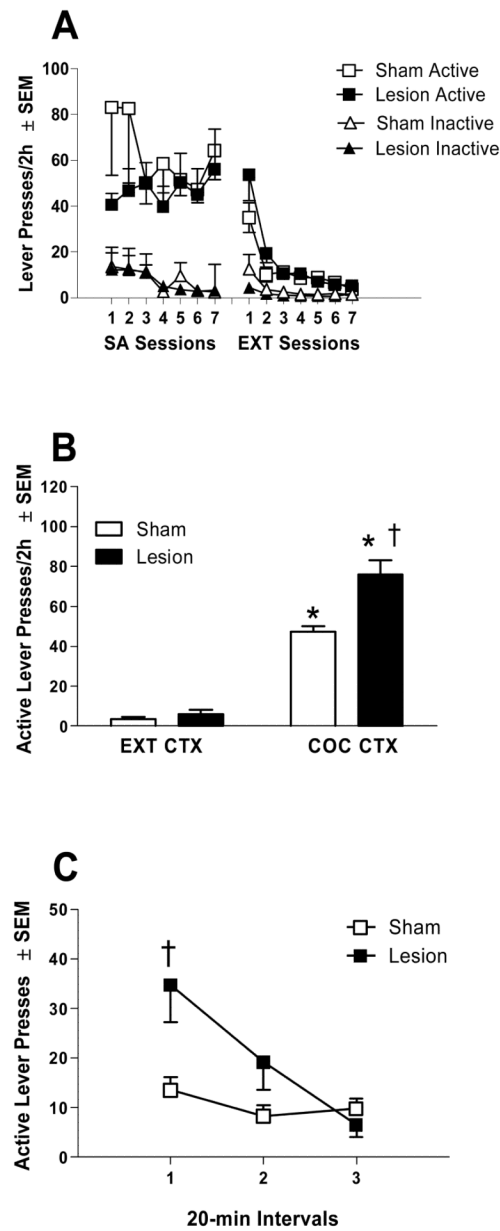 A
Lever Presses/2h ± SEM
100
80
60
40
20
0
Sham Active
Lesion Active
Sham Inactive
Lesion Inactive
1 2 3 4 5 6 7 1 2 3 4 5 6 7
SA Sessions EXT Sessions
B
Active Lever Presses/2h ± SEM
120
100
80
60
40
20
0
Sham
Lesion
* †
*
EXT CTX COC CTX
C
Active Lever Presses ± SEM
50
40
30
20
10
0
Sham
Lesion
†
1 2 3
20-min Intervals